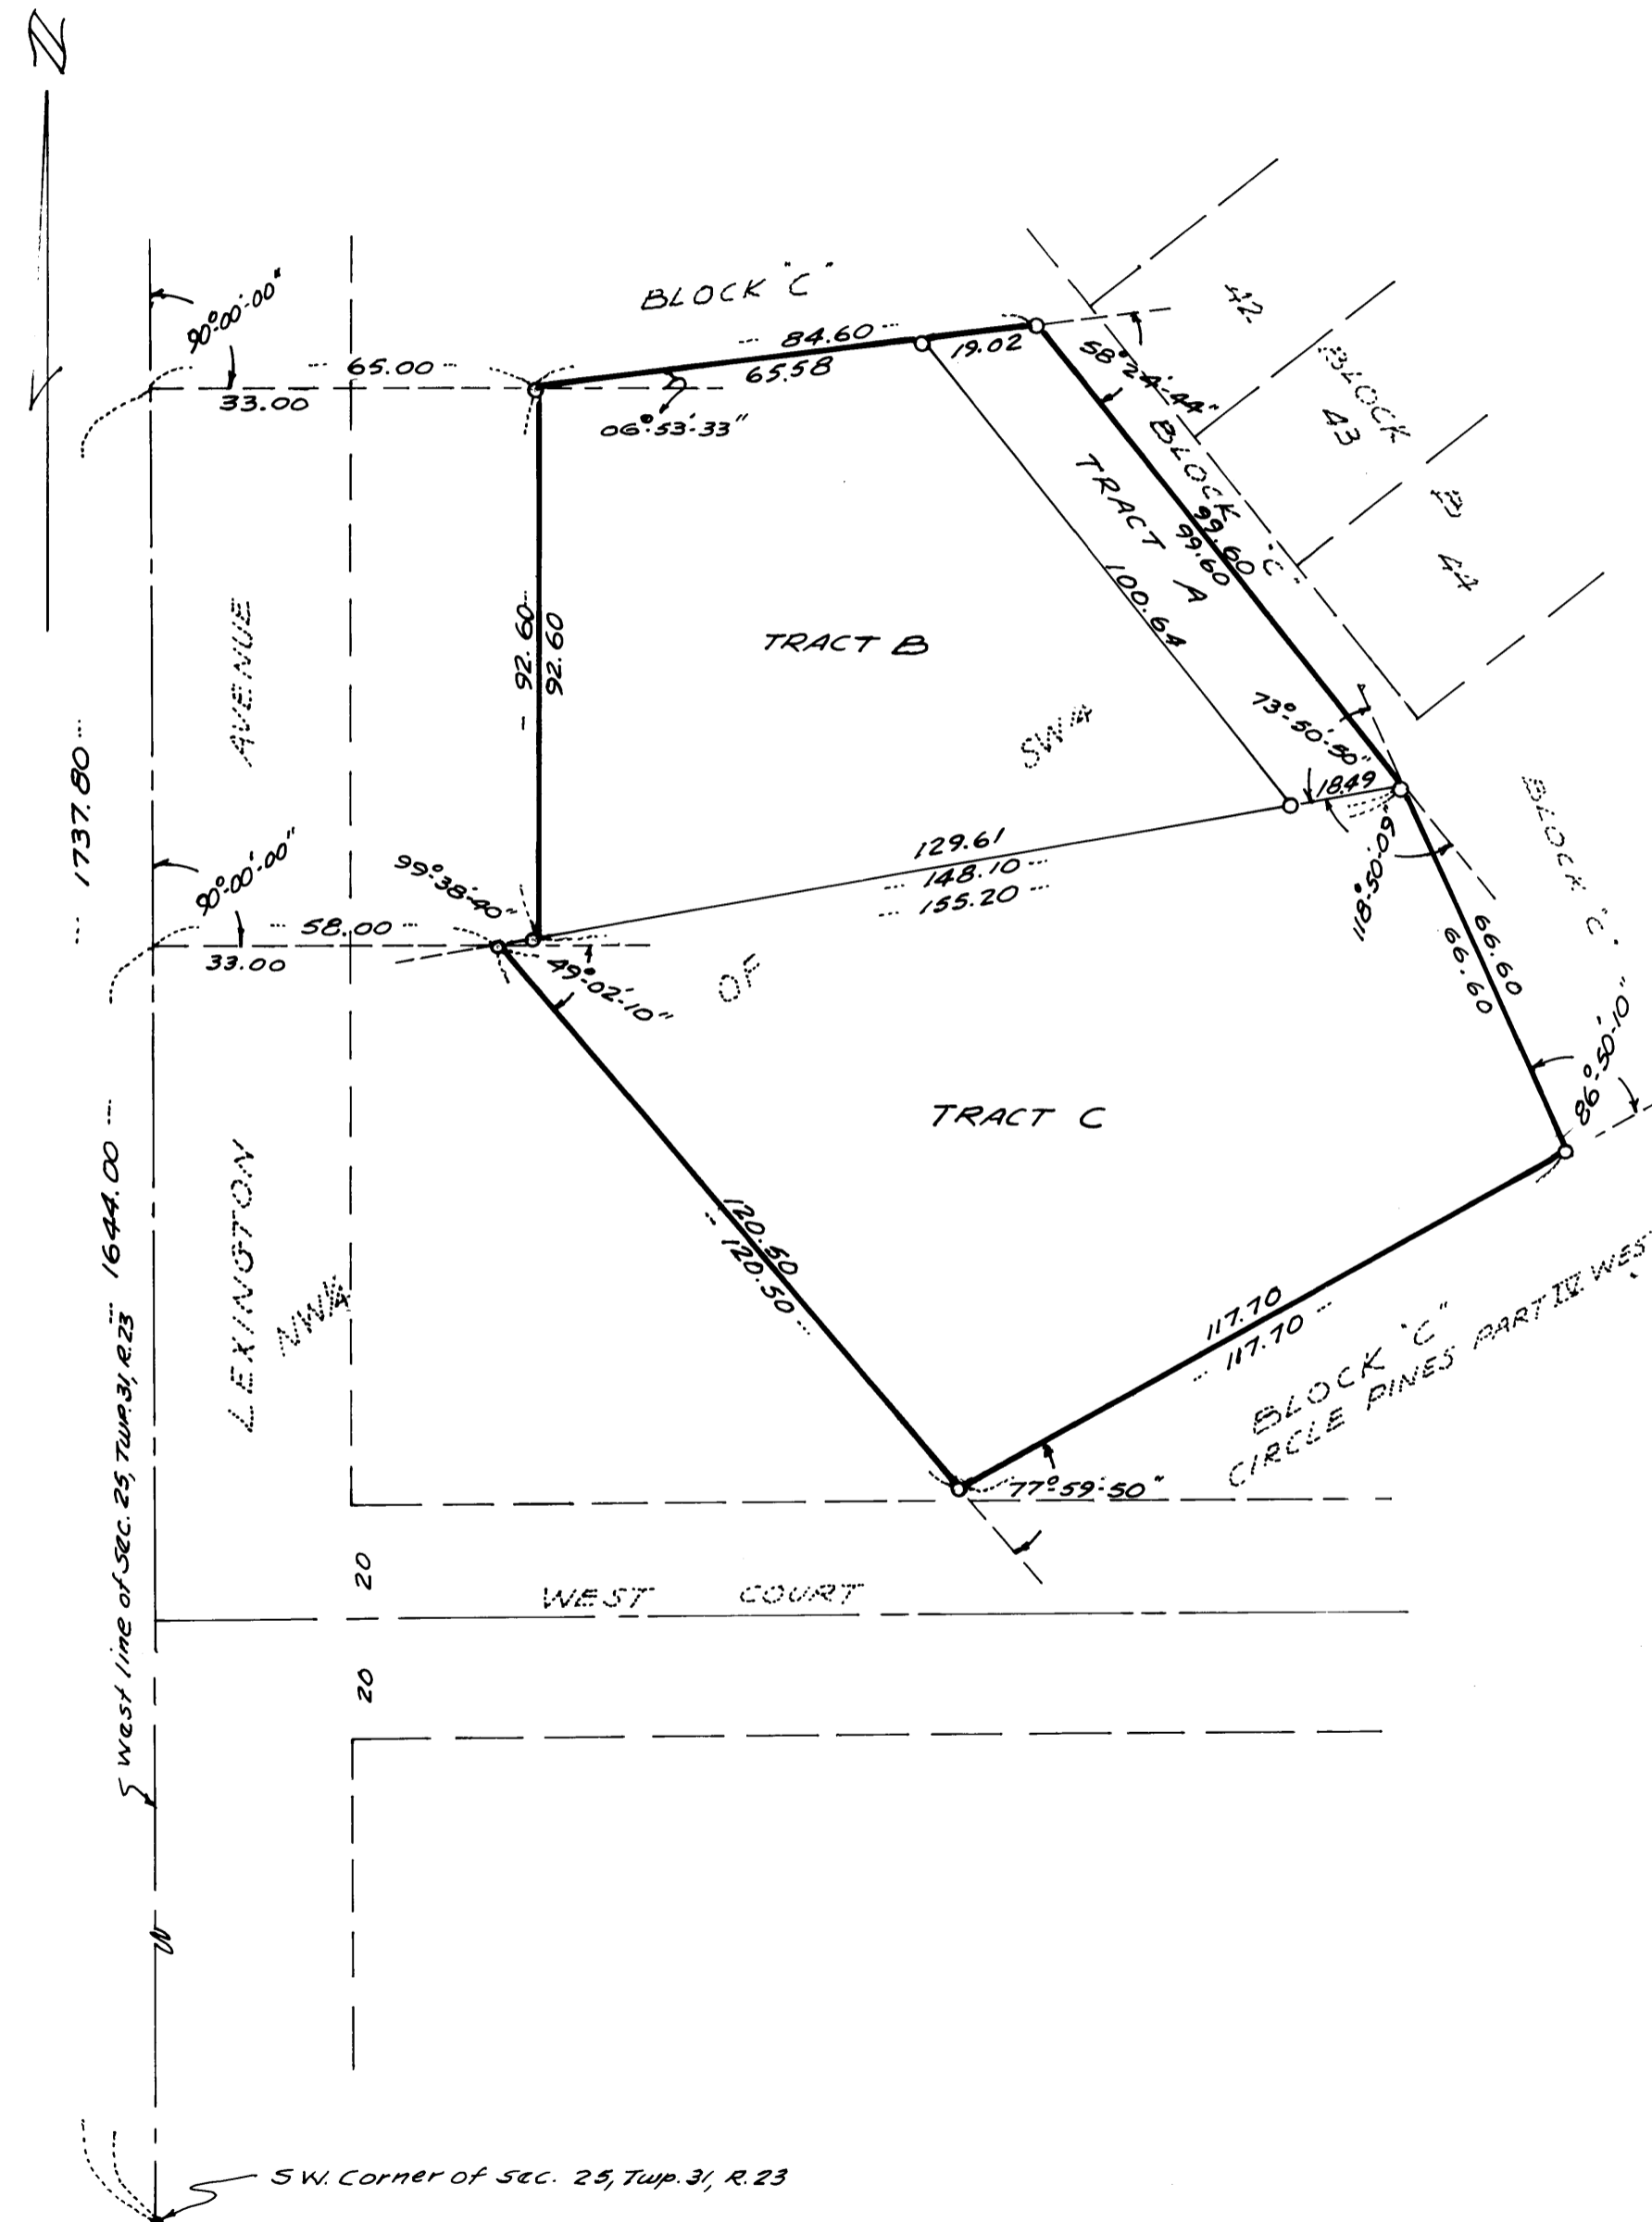 N
BLOCK "C"
42
90°-00'-00"
--- 84.60 ---
19.02
58°-24'-44"
65.58
--- 65.00 ---
33.00
06°-53'-33"
BLOCK
43
B
44
BLOCK "C"
TRACT A
99.60
99.60
100.64
AVENUE
92.60
92.60
TRACT B
SW 1/4
73°-50'-50"
18.49
--- 1737.80 ---
129.61
--- 148.10 ---
--- 155.20 ---
118°-50'-09"
BLOCK "C"
90°-00'-00"
99°-38'-40"
--- 58.00 ---
33.00
49°-02'-10"
OF
66.60
66.60
86°-50'-10"
TRACT C
LEXINGTON
NW 1/4
--- 1644.00 ---
west line of Sec. 25, TWP. 31, R. 23
120.50
--- 120.50 ---
117.70
--- 117.70 ---
BLOCK "C"
CIRCLE PINES PART IV. WEST
77°-59'-50"
20
WEST COURT
20
SW. Corner of Sec. 25, Twp. 31, R. 23